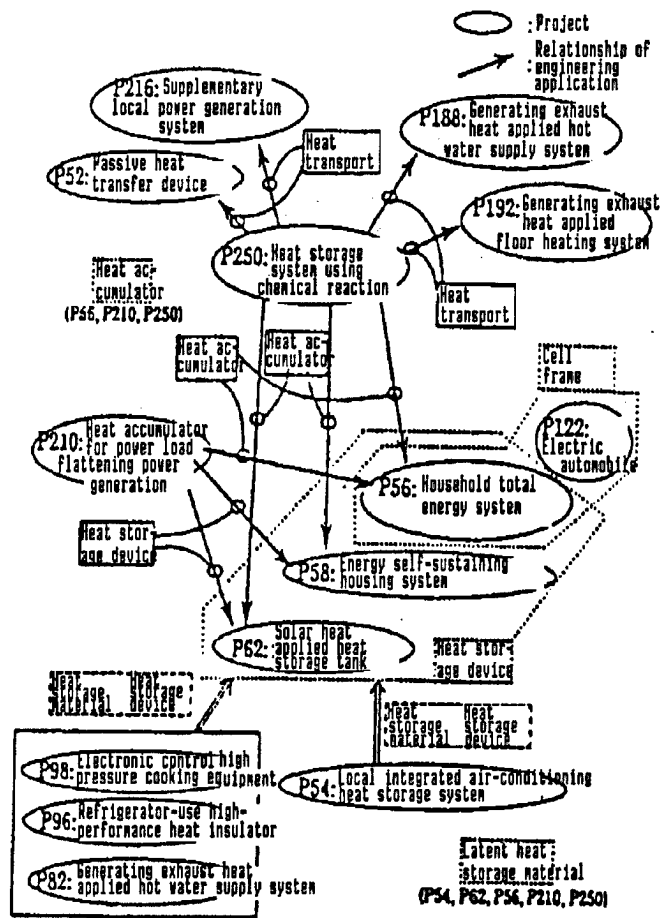 : Project
Relationship of
: engineering
application
P216: Supplementary
local power generation
system
P188: Generating exhaust
heat applied hot
water supply system
Heat
transport
P52: Passive heat
transfer device
P192: Generating exhaust
heat applied
floor heating system
P250: Heat storage
system using
chemical reaction
Heat ac-
cumulator
(P56, P210, P250)
Heat
transport
Heat ac-
cumulator
Heat ac-
cumulator
Cell
frame
P210: Heat accumulator
for power load
flattening power
generation
P122: Electric
automobile
P56: Household total
energy system
Heat stor-
age device
P58: Energy self-sustaining
housing system
P62: Solar heat
applied heat
storage tank
Heat stor-
age device
Heat
storage
material
Heat
storage
device
Heat
storage
material
Heat
storage
device
P98: Electronic control high
pressure cooking equipment
P54: Local integrated air-conditioning
heat storage system
P96: Refrigerator-use high-
performance heat insulator
P82: Generating exhaust heat
applied hot water supply system
Latent heat
storage material
(P54, P62, P56, P210, P250)